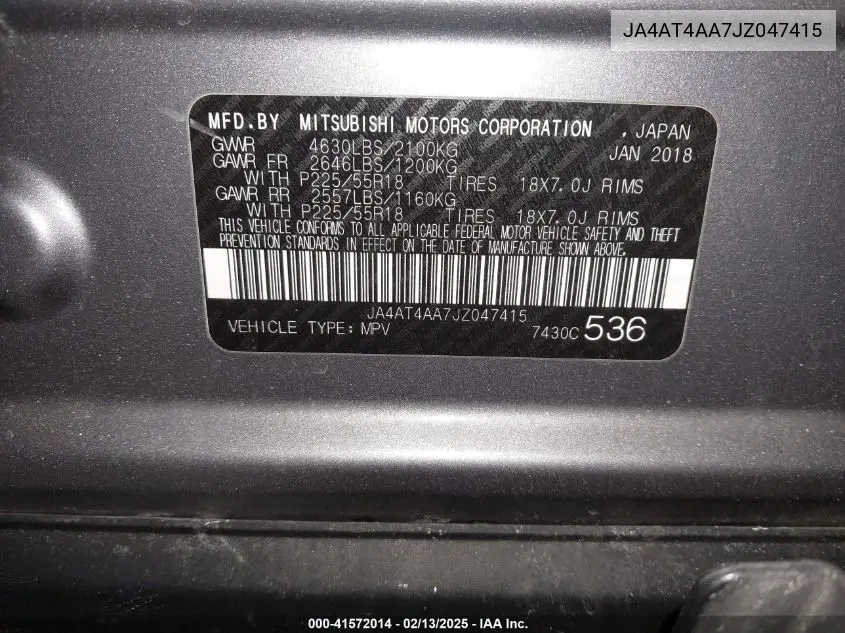 JA4AT4AA7JZ047415
MFD.BY MITSUBISHI MOTORS CORPORATION , JAPAN
GVWR 4630LBS/2100KG JAN 2018
GAWR FR 2646LBS/1200KG
WITH P225/55R18 TIRES 18X7.0J RIMS
GAWR RR 2557LBS/1160KG
WITH P225/55R18 TIRES 18X7.0J RIMS
THIS VEHICLE CONFORMS TO ALL APPLICABLE FEDERAL MOTOR VEHICLE SAFETY AND THEFT
PREVENTION STANDARDS IN EFFECT ON THE DATE OF MANUFACTURE SHOWN ABOVE.
JA4AT4AA7JZ047415
VEHICLE TYPE: MPV 7430C 536
000-41572014 - 02/13/2025 - IAA Inc.